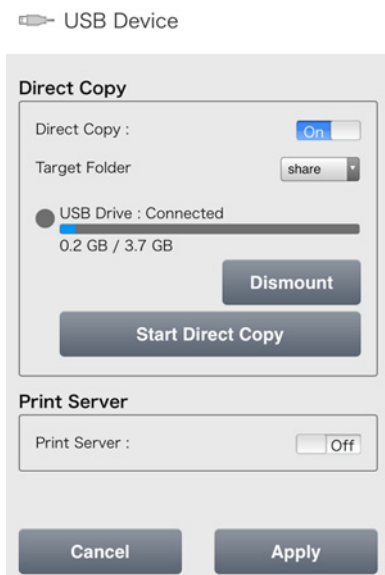 USB Device
Direct Copy
Direct Copy :
On
Target Folder
share
USB Drive : Connected
0.2 GB / 3.7 GB
Dismount
Start Direct Copy
Print Server
Print Server :
Off
Cancel
Apply